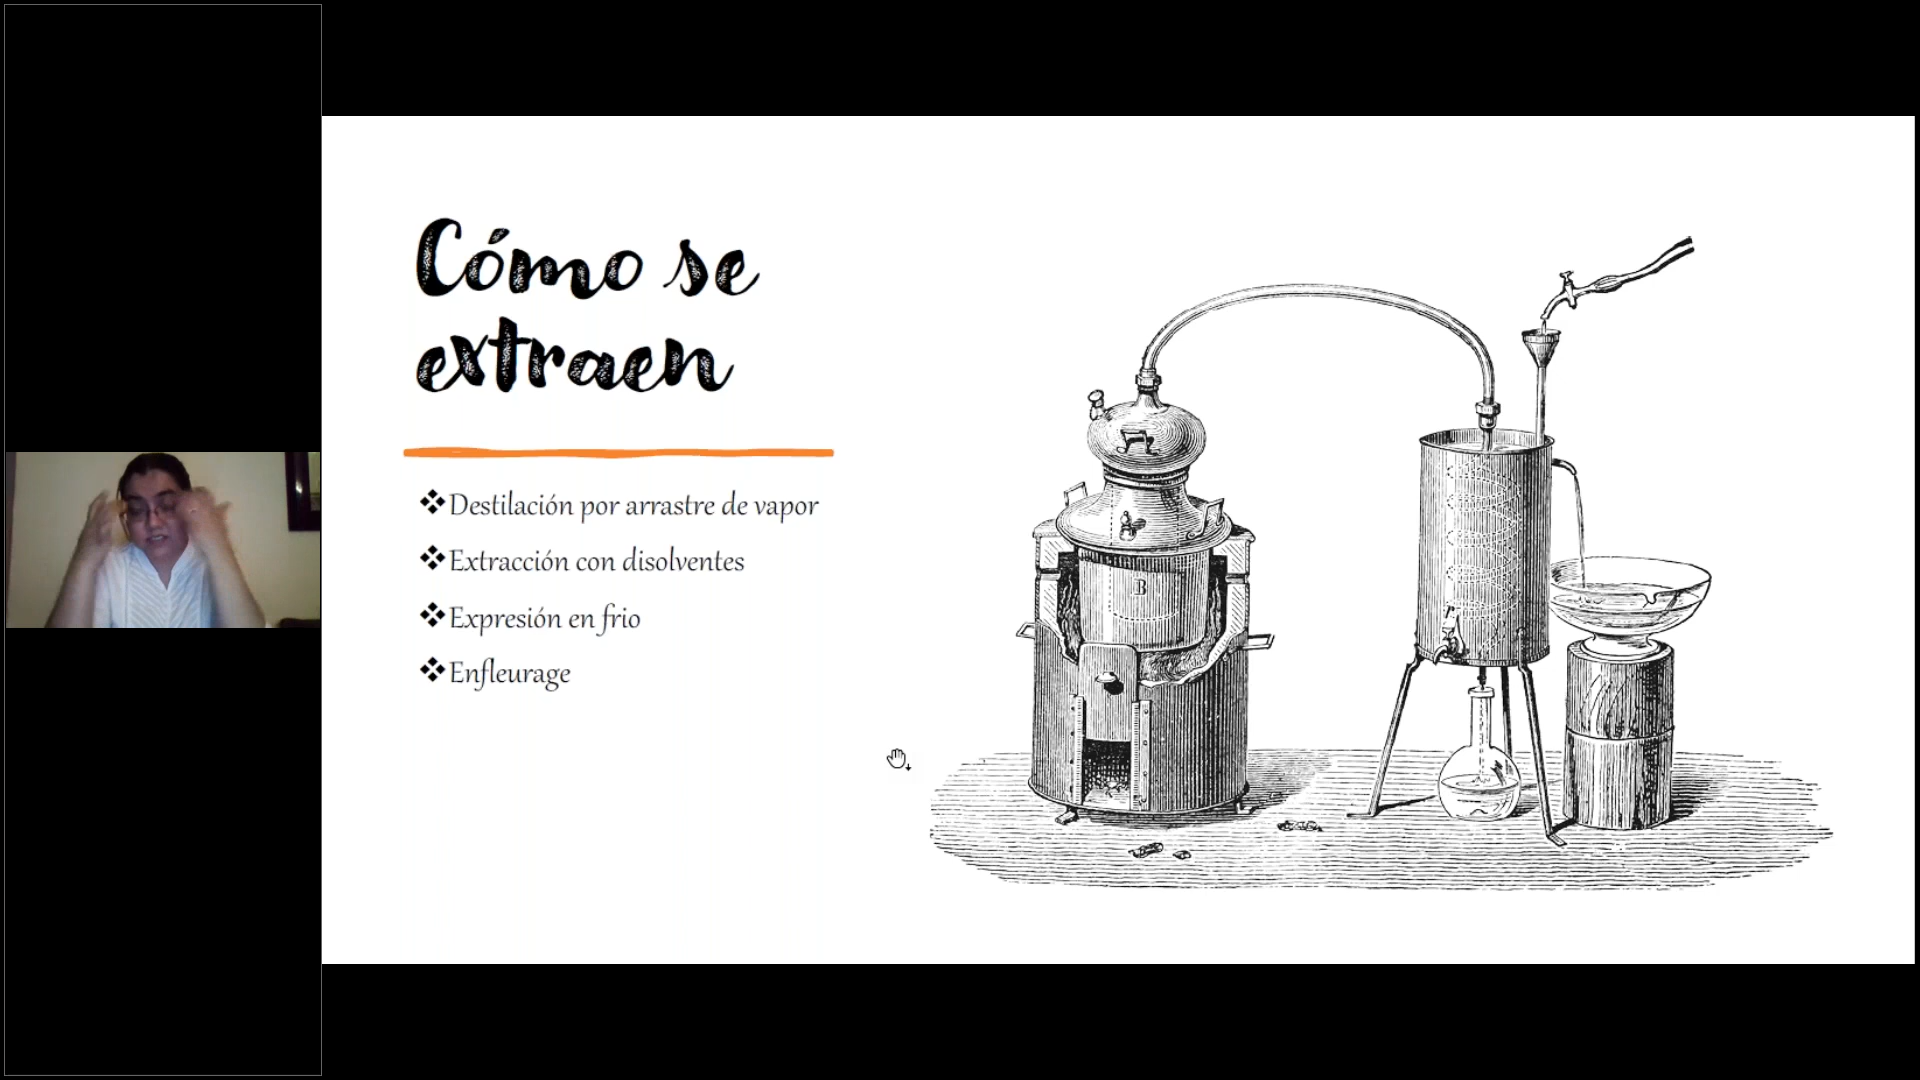 Cómo se
extraen
❖Destilación por arrastre de vapor
❖Extracción con disolventes
❖Expresión en frio
❖Enfleurage
B